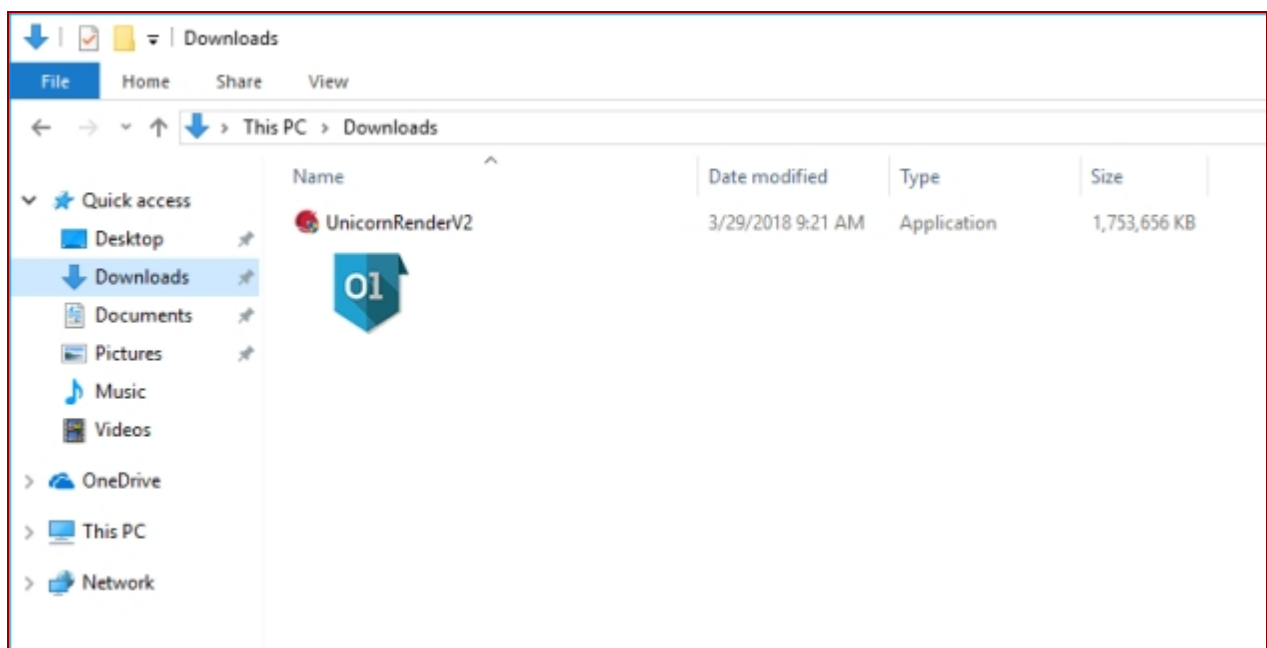 Downloads
File Home Share View
This PC > Downloads
Name Date modified Type Size
Quick access
UnicornRenderV2 3/29/2018 9:21 AM Application 1,753,656 KB
Desktop
01
Downloads
Documents
Pictures
Music
Videos
OneDrive
This PC
Network